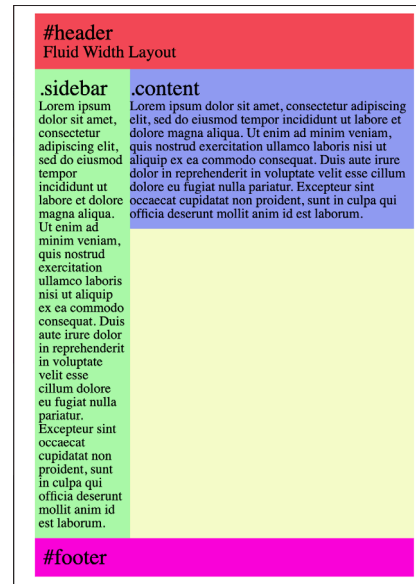 #header
Fluid Width Layout
.sidebar
Lorem ipsum
dolor sit amet,
consectetur
adipiscing elit,
sed do eiusmod
tempor
incididunt ut
labore et dolore
magna aliqua.
Ut enim ad
minim veniam,
quis nostrud
exercitation
ullamco laboris
nisi ut aliquip
ex ea commodo
consequat. Duis
aute irure dolor
in reprehenderit
in voluptate
velit esse
cillum dolore
eu fugiat nulla
pariatur.
Excepteur sint
occaecat
cupidatat non
proident, sunt
in culpa qui
officia deserunt
mollit anim id
est laborum.
.content
Lorem ipsum dolor sit amet, consectetur adipiscing
elit, sed do eiusmod tempor incididunt ut labore et
dolore magna aliqua. Ut enim ad minim veniam,
quis nostrud exercitation ullamco laboris nisi ut
aliquip ex ea commodo consequat. Duis aute irure
dolor in reprehenderit in voluptate velit esse cillum
dolore eu fugiat nulla pariatur. Excepteur sint
occaecat cupidatat non proident, sunt in culpa qui
officia deserunt mollit anim id est laborum.
#footer